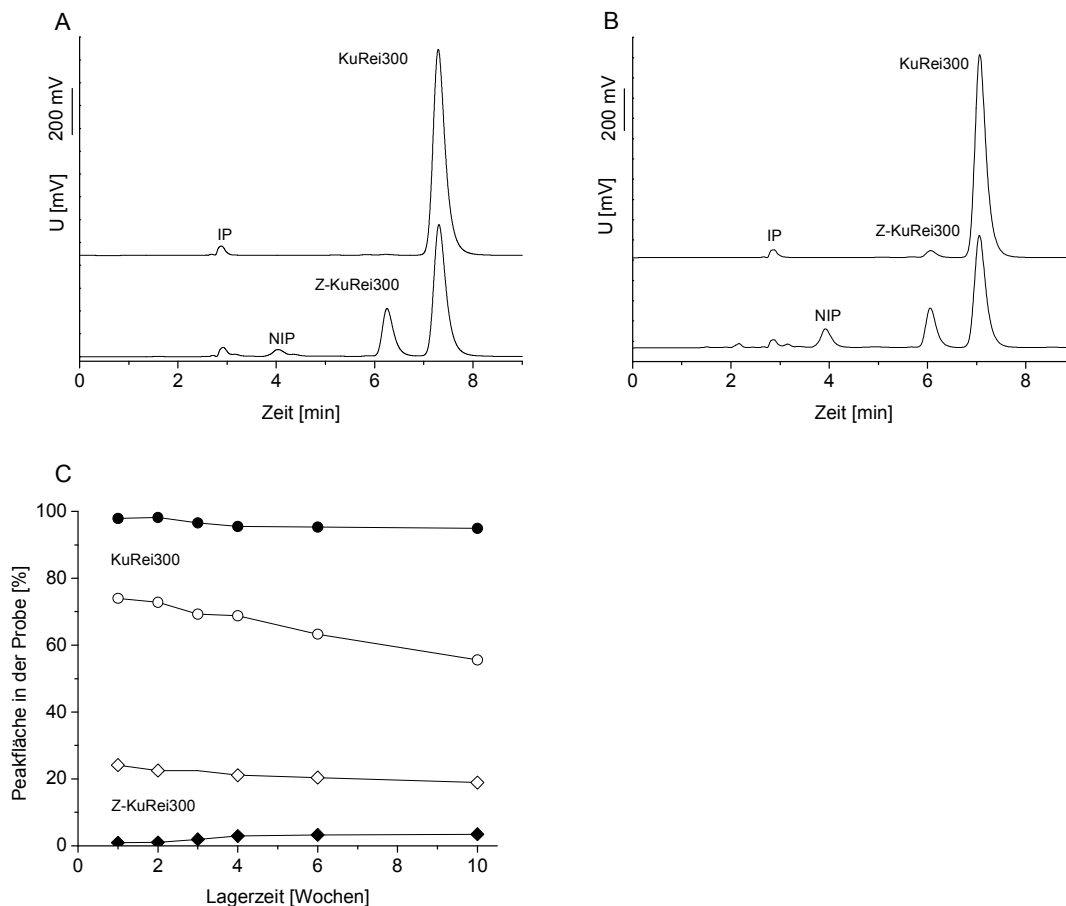 A
KuRei300
200 mV
U [mV]
IP
Z-KuRei300
NIP
0 2 4 6 8
Zeit [min]
B
KuRei300
200 mV
U [mV]
Z-KuRei300
IP
NIP
0 2 4 6 8
Zeit [min]
C
100
80
60
40
20
0
Peakfläche in der Probe [%]
KuRei300
Z-KuRei300
0 2 4 6 8 10
Lagerzeit [Wochen]